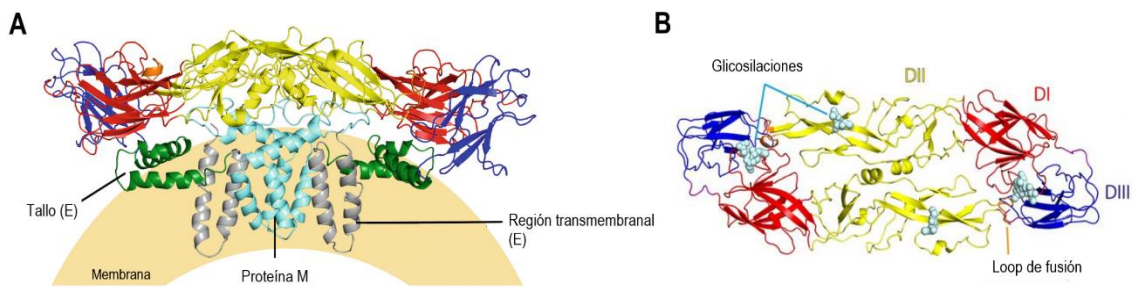 A
Tallo (E)
Membrana
Proteína M
Región transmembranal
(E)
B
Glicosilaciones
DII
DI
DIII
Loop de fusión